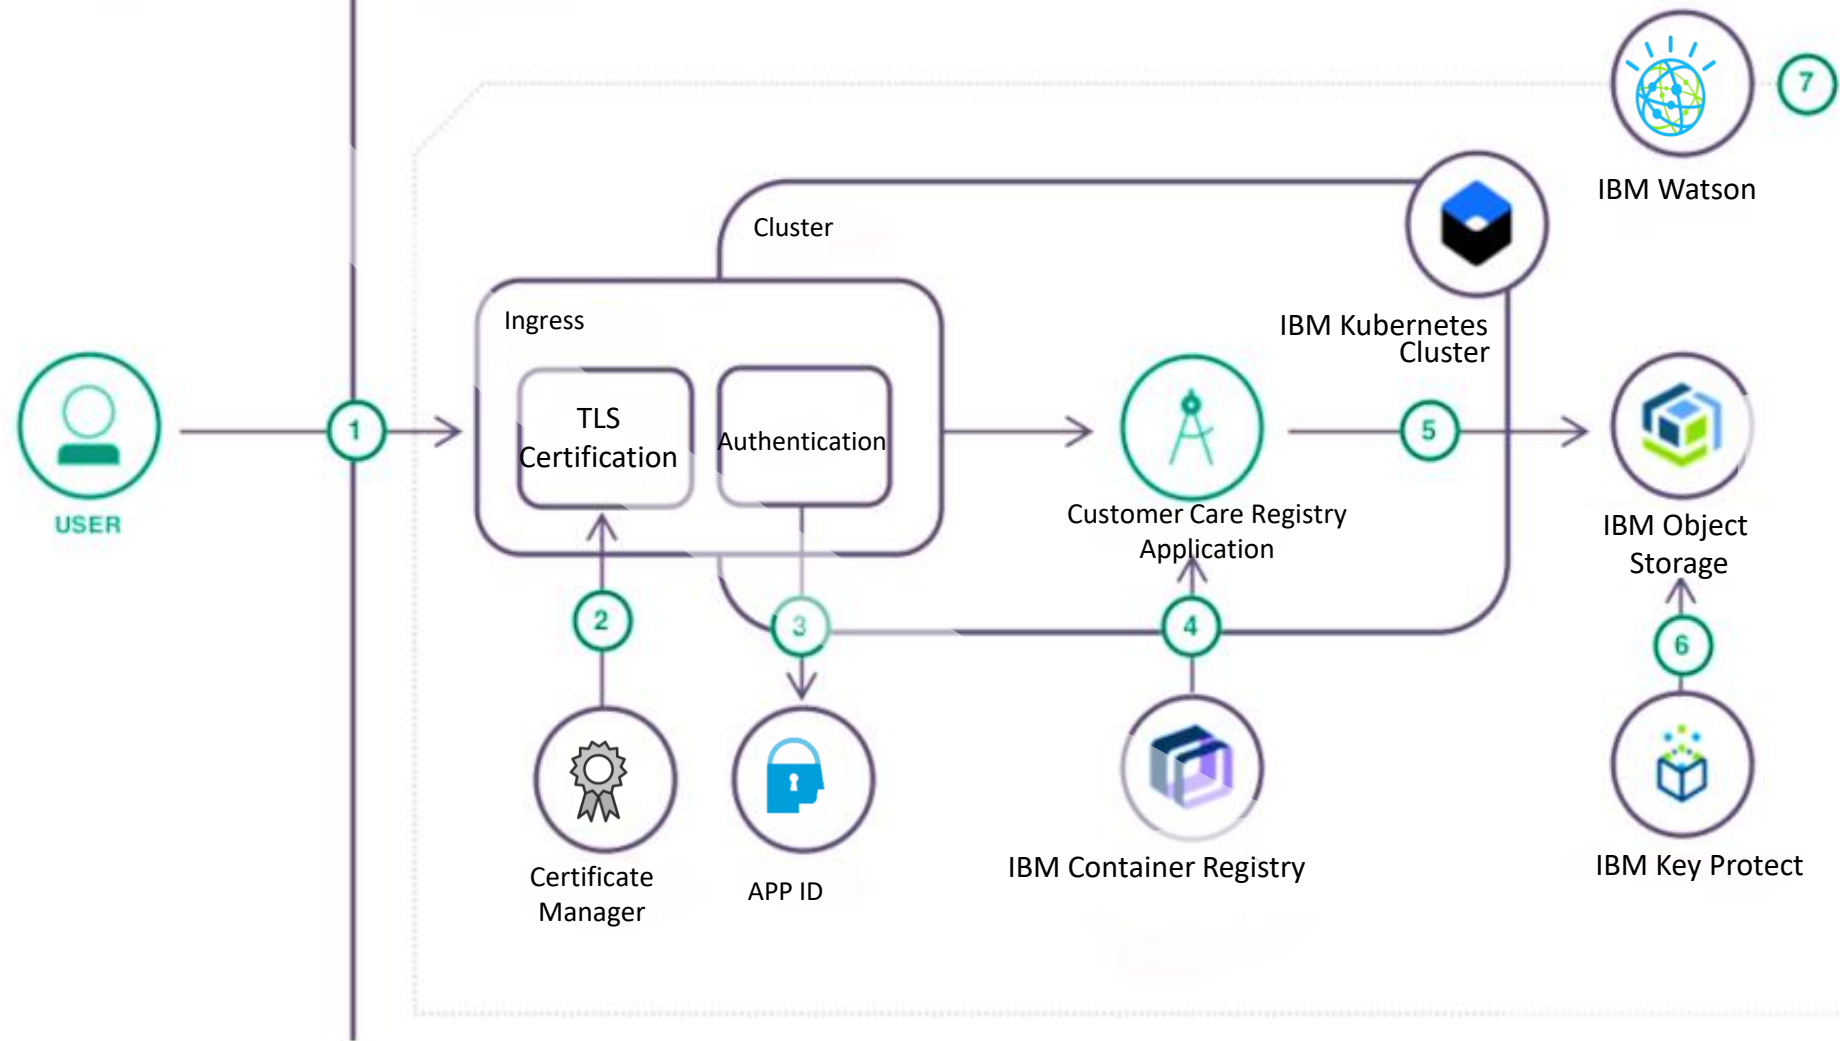 7
IBM Watson
Cluster
IBM Kubernetes
Cluster
Ingress
TLS
Certification
Authentication
1
5
USER
Customer Care Registry
Application
IBM Object
Storage
2
3
4
6
Certificate
Manager
APP ID
IBM Container Registry
IBM Key Protect